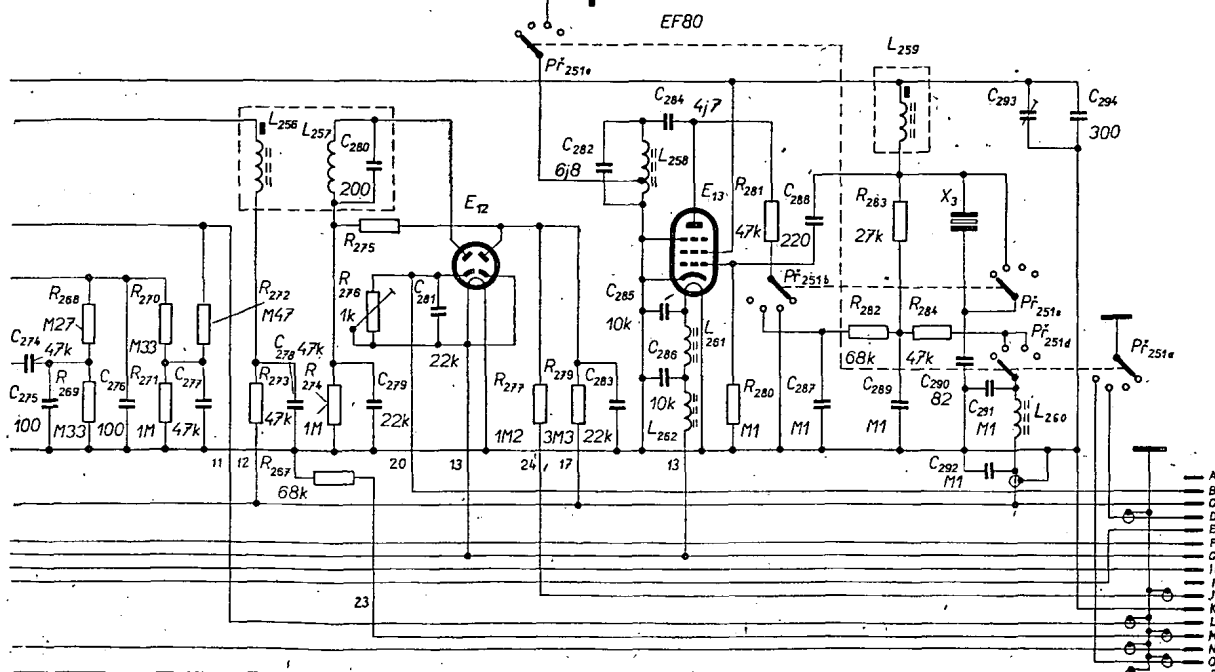 EF80
Př251e
L259
C284 4j7
C293
C294
300
L256
L257
C280
200
C282
6j8
L258
E13
R281
47k
C288
220
R283
27k
X3
E12
R275
R276
1k
C281
22k
C285
10k
L261
C286
10k
L262
Př251b
R282
68k
R284
47k
Př251d
Př251a
R268
M27
R270
M33
R272
M47
C274
47k
C275
100
R269
M33
C276
100
R271
1M
C277
47k
R273
47k
C278
47k
R274
1M
C279
22k
R277
1M2
R279
3M3
C283
22k
R280
M1
C287
M1
C289
M1
C290
82
C291
M1
L260
C292
M1
11
12
R267
68k
20
13
24
17
13
23
A
B
D
E
F
I
J
K
L
M
N
O